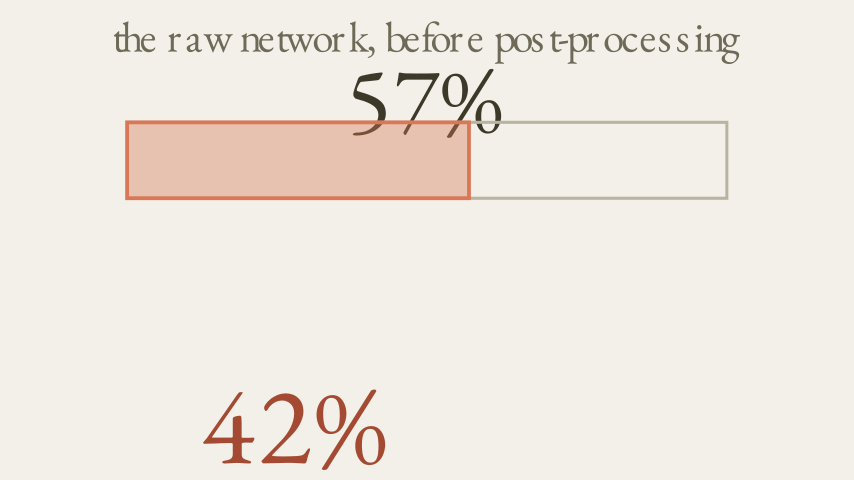 the raw network, before post-processing
57%
42%